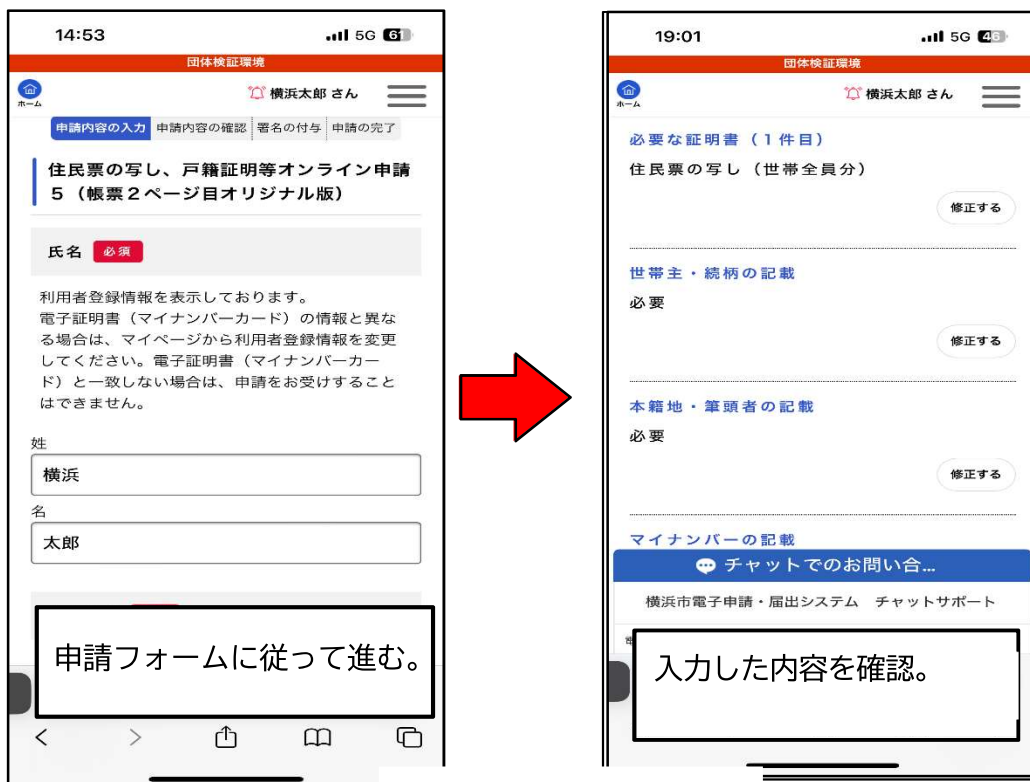 14:53
5G 61
団体検証環境
ホーム
横浜太郎 さん
申請内容の入力 申請内容の確認 署名の付与 申請の完了
住民票の写し、戸籍証明等オンライン申請
5（帳票2ページ目オリジナル版）
氏名 必須
利用者登録情報を表示しております。
電子証明書（マイナンバーカード）の情報と異な
る場合は、マイページから利用者登録情報を変更
してください。電子証明書（マイナンバーカー
ド）と一致しない場合は、申請をお受けすること
はできません。
姓
横浜
名
太郎
申請フォームに従って進む。
19:01
5G 46
団体検証環境
ホーム
横浜太郎 さん
必要な証明書（1件目）
住民票の写し（世帯全員分）
修正する
世帯主・続柄の記載
必要
修正する
本籍地・筆頭者の記載
必要
修正する
マイナンバーの記載
チャットでのお問い合...
横浜市電子申請・届出システム チャットサポート
入力した内容を確認。